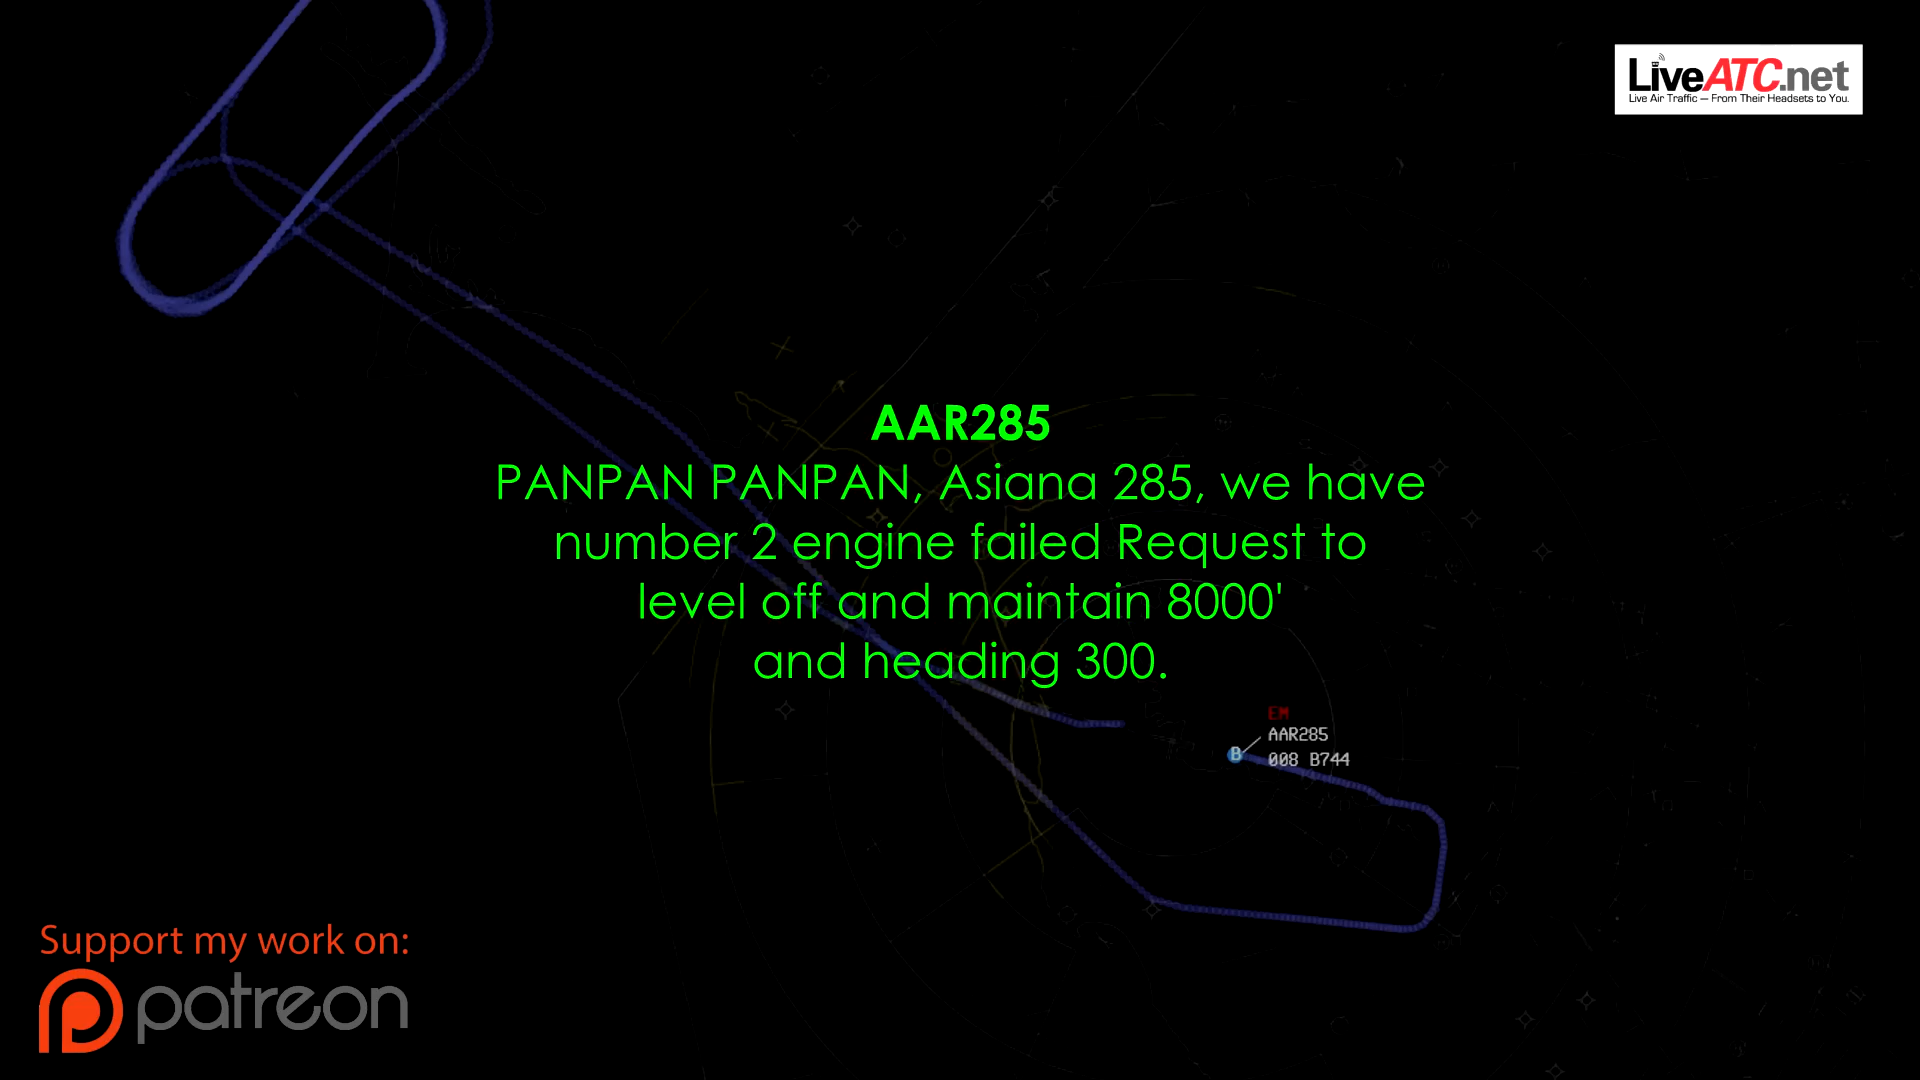 LiveATC.net
Live Air Traffic — From Their Headsets to You.
AAR285
PANPAN PANPAN, Asiana 285, we have
number 2 engine failed Request to
level off and maintain 8000'
and heading 300.
EM
AAR285
B
008 B744
Support my work on:
patreon